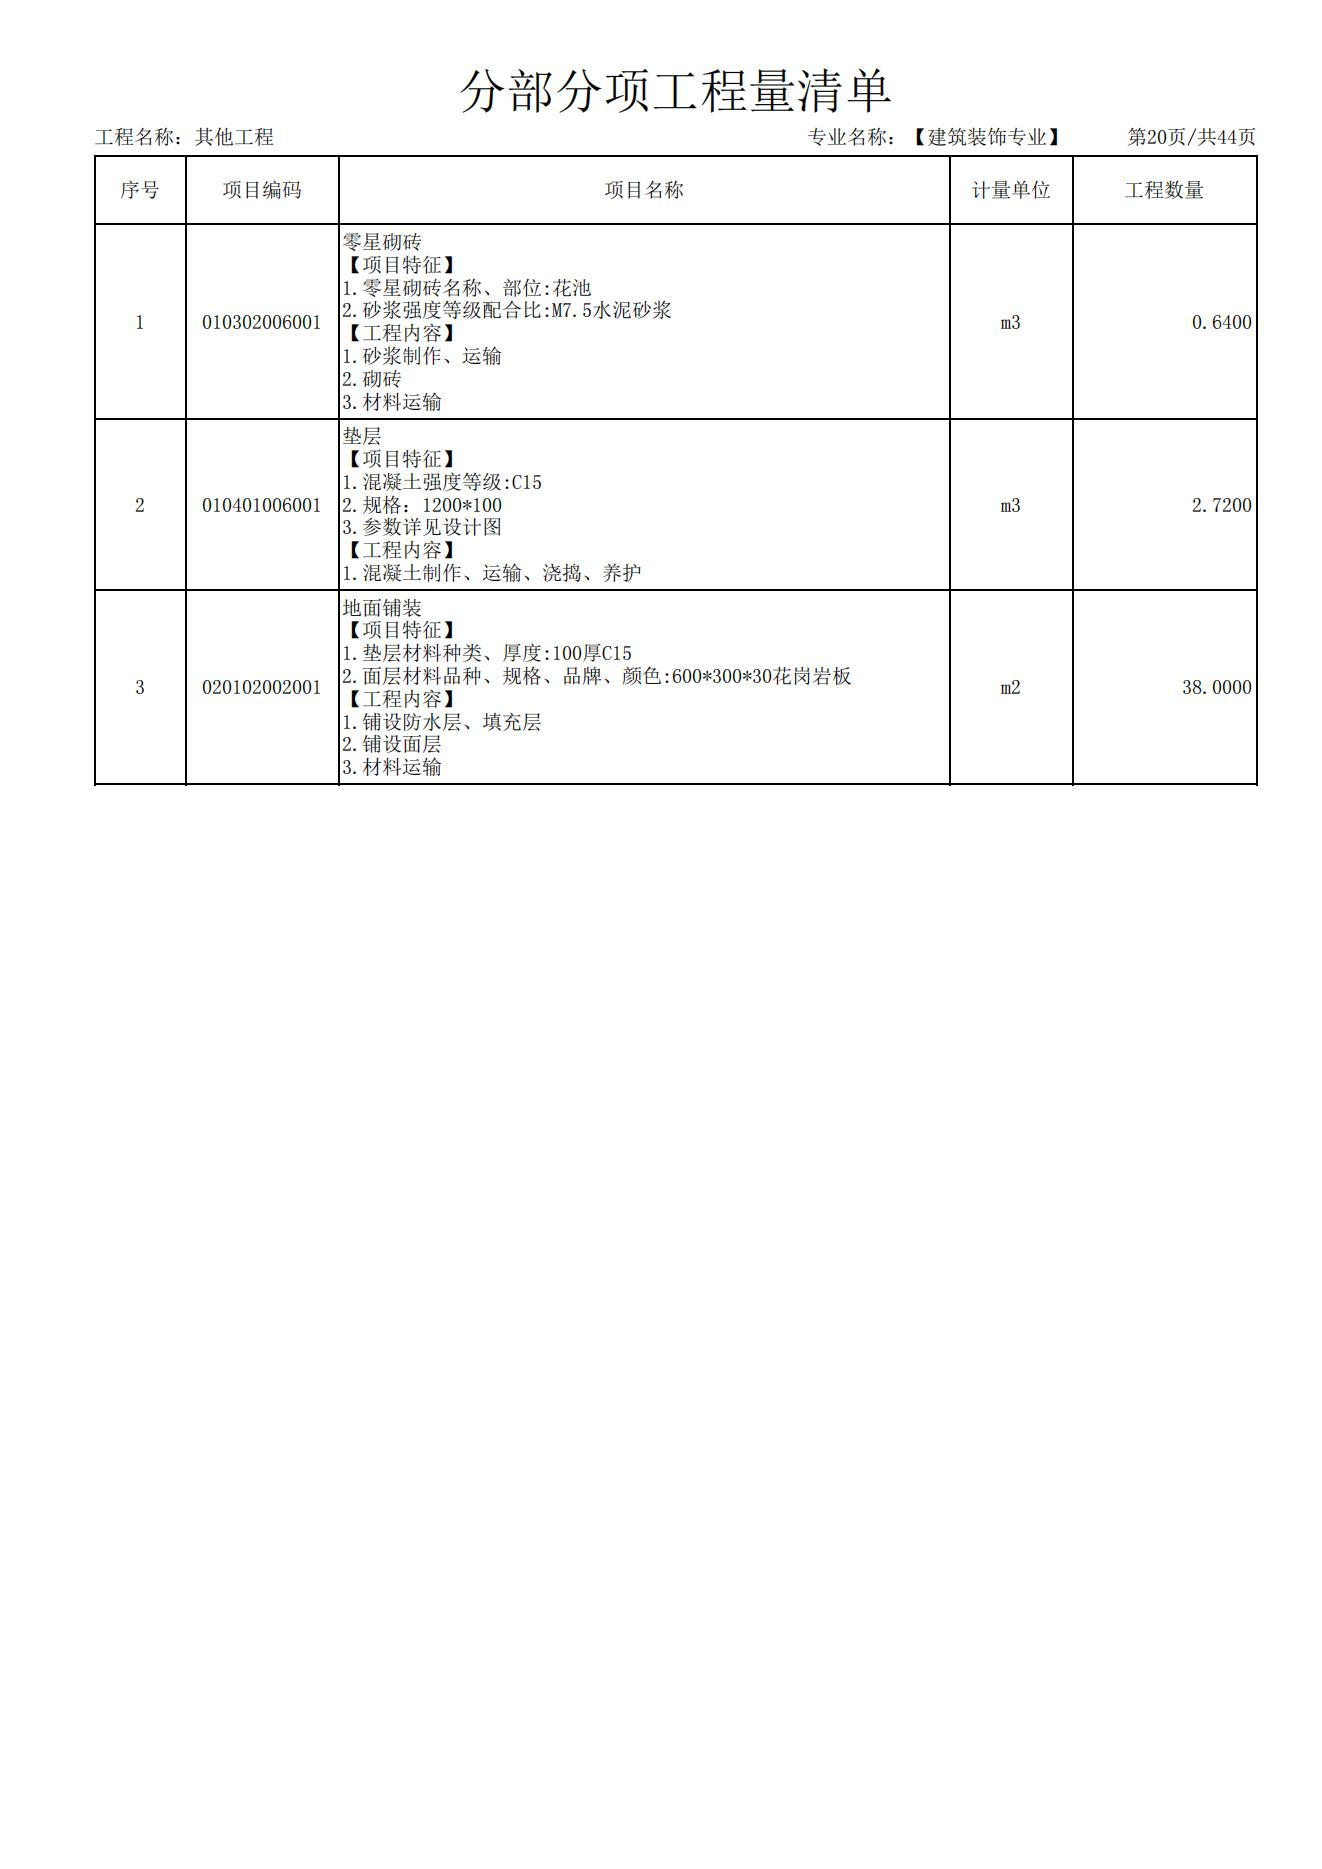 分部分项工程量清单
工程名称：其他工程 专业名称：【建筑装饰专业】 第20页/共44页
序号 项目编码 项目名称 计量单位 工程数量
1 010302006001 零星砌砖 m3 0.6400
【项目特征】
1.零星砌砖名称、部位:花池
2.砂浆强度等级配合比:M7.5水泥砂浆
【工程内容】
1.砂浆制作、运输
2.砌砖
3.材料运输
2 010401006001 垫层 m3 2.7200
【项目特征】
1.混凝土强度等级:C15
2.规格：1200*100
3.参数详见设计图
【工程内容】
1.混凝土制作、运输、浇捣、养护
3 020102002001 地面铺装 m2 38.0000
【项目特征】
1.垫层材料种类、厚度:100厚C15
2.面层材料品种、规格、品牌、颜色:600*300*30花岗岩板
【工程内容】
1.铺设防水层、填充层
2.铺设面层
3.材料运输